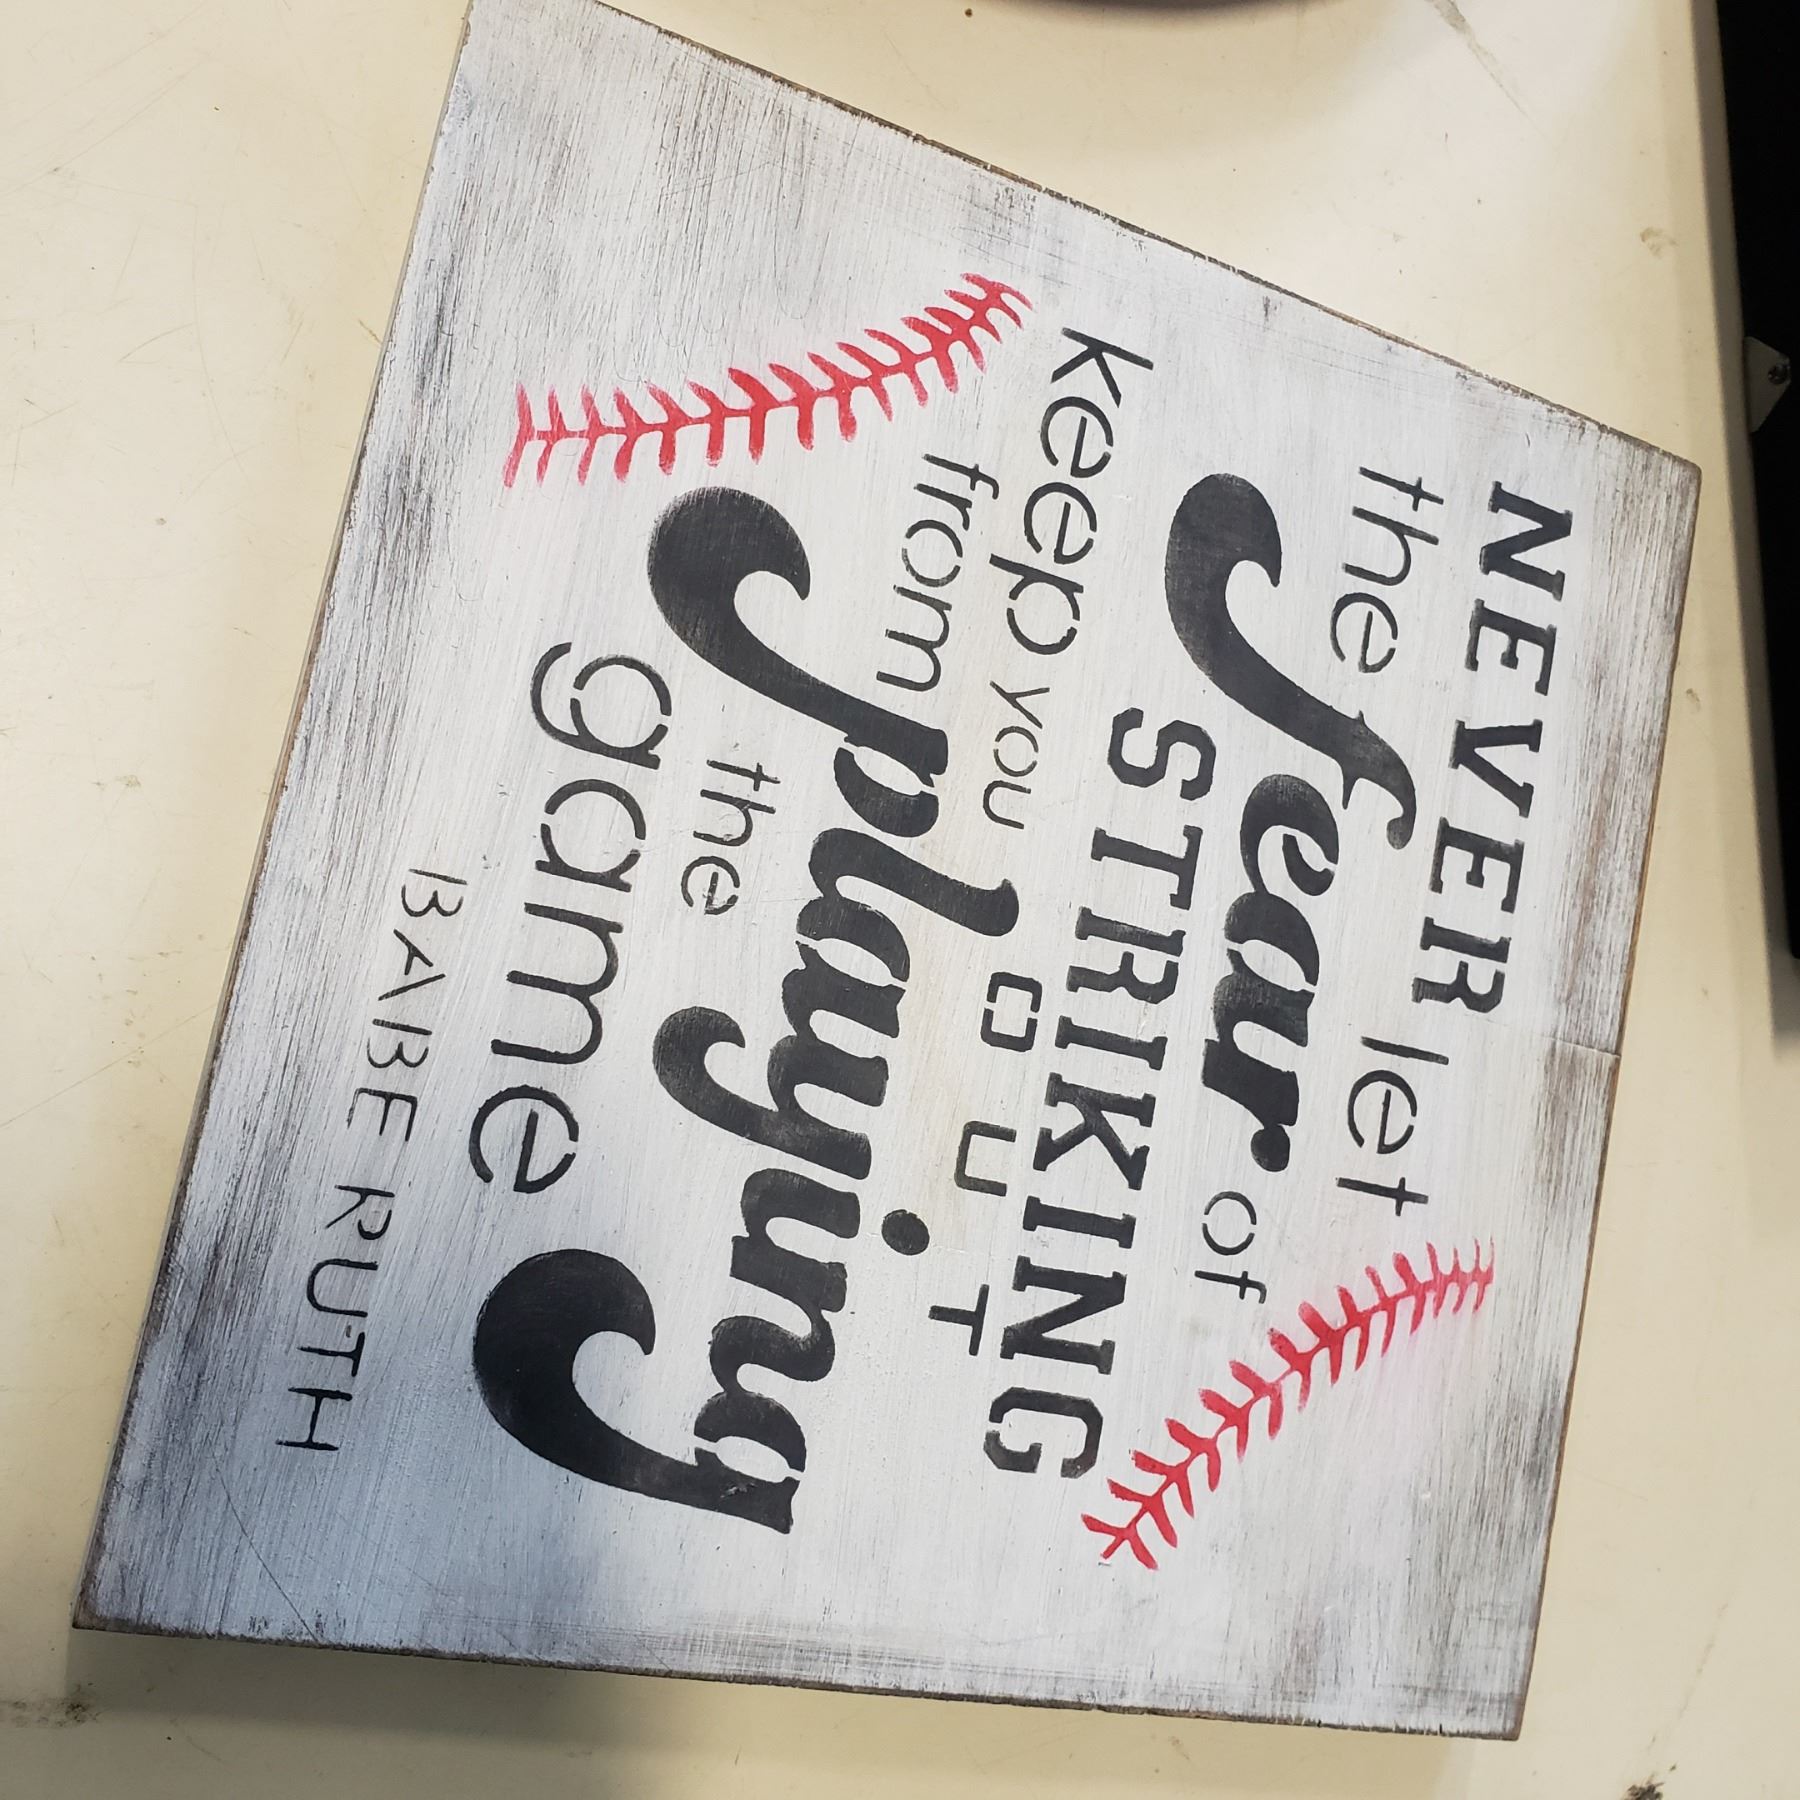 NEVER let
the fear of
STRIKING OUT
keep you
from playing
the game
BABE RUTH